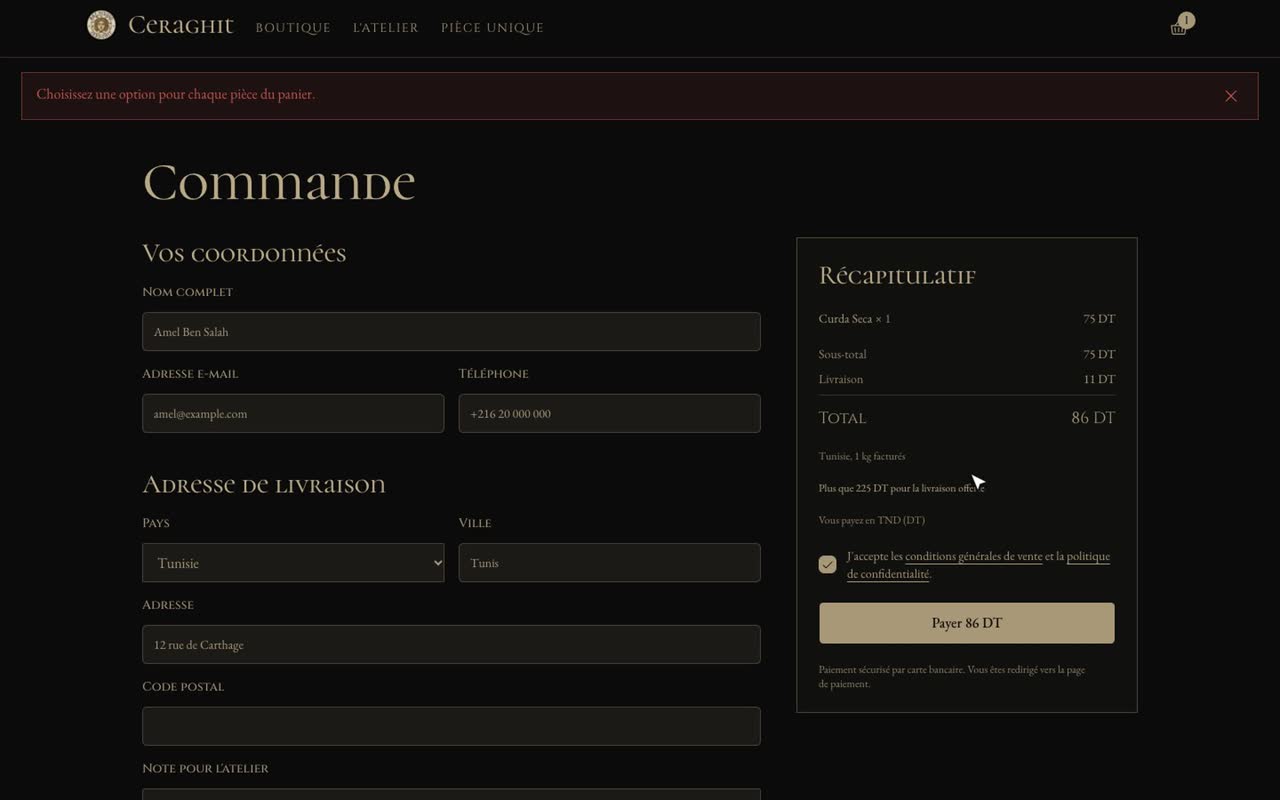 Ceraghit BOUTIQUE L'ATELIER PIÈCE UNIQUE 1
Choisissez une option pour chaque pièce du panier.
Commande
Vos coordonnées
Nom complet
Amel Ben Salah
Adresse e-mail Téléphone
amel@example.com +216 20 000 000
Adresse de livraison
Pays Ville
Tunisie Tunis
Adresse
12 rue de Carthage
Code postal
Note pour l'atelier
Récapitulatif
Curda Seca × 1 75 DT
Sous-total 75 DT
Livraison 11 DT
Total 86 DT
Tunisie, 1 kg facturés
Plus que 225 DT pour la livraison offerte
Vous payez en TND (DT)
J'accepte les conditions générales de vente et la politique
de confidentialité.
Payer 86 DT
Paiement sécurisé par carte bancaire. Vous êtes redirigé vers la page
de paiement.